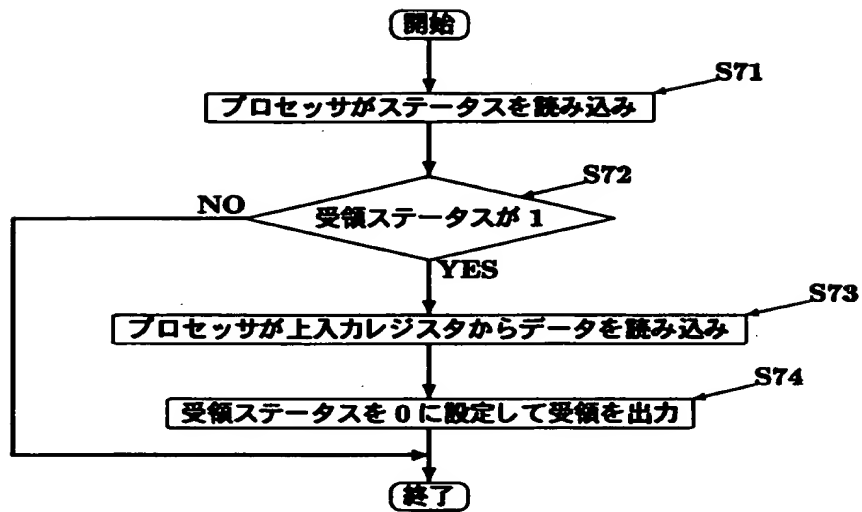 開始
S71
プロセッサがステータスを読み込み
S72
NO
受領ステータスが 1
YES
S73
プロセッサが上入力レジスタからデータを読み込み
S74
受領ステータスを 0 に設定して受領を出力
終了